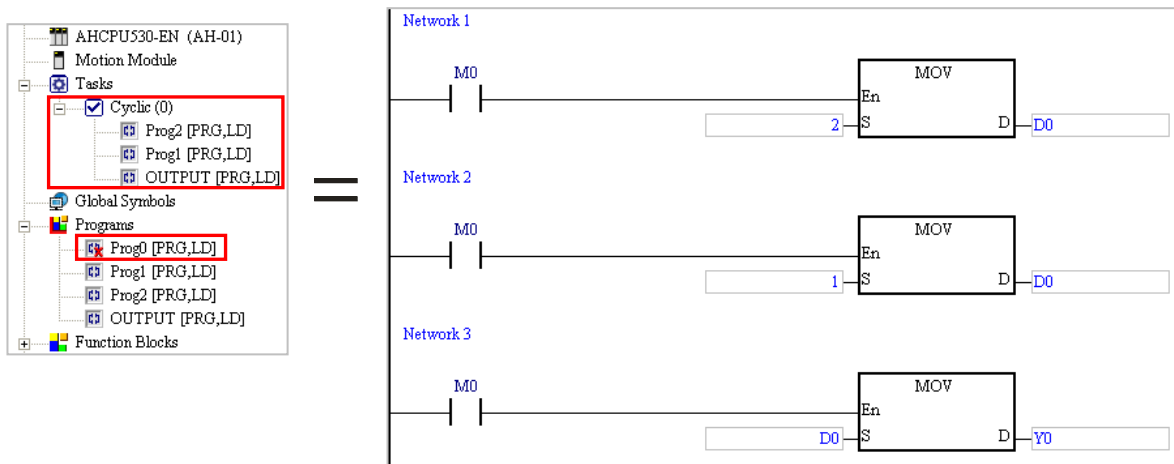 AHCPU530-EN (AH-01)
Motion Module
Tasks
Cyclic (0)
Prog2 [PRG,LD]
Prog1 [PRG,LD]
OUTPUT [PRG,LD]
Global Symbols
Programs
Prog0 [PRG,LD]
Prog1 [PRG,LD]
Prog2 [PRG,LD]
OUTPUT [PRG,LD]
Function Blocks
=
Network 1
M0
MOV
En
2 S D D0
Network 2
M0
MOV
En
1 S D D0
Network 3
M0
MOV
En
D0 S D Y0